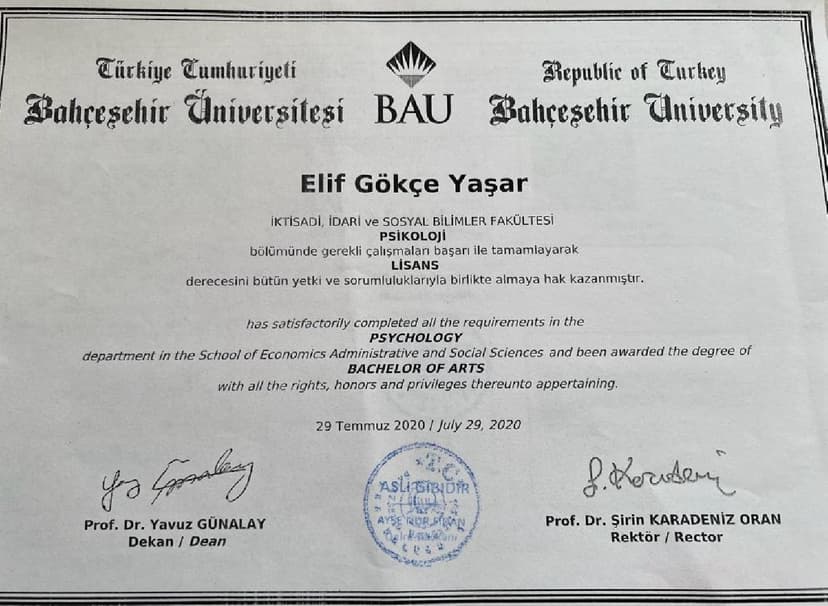 Türkiye Cumhuriyeti
Bahçeşehir Üniversitesi
BAU
Republic of Turkey
Bahçeşehir University
Elif Gökçe Yaşar
İKTİSADİ, İDARİ ve SOSYAL BİLİMLER FAKÜLTESİ
PSİKOLOJİ
bölümünde gerekli çalışmaları başarı ile tamamlayarak
LİSANS
derecesini bütün yetki ve sorumluluklarıyla birlikte almaya hak kazanmıştır.
has satisfactorily completed all the requirements in the
PSYCHOLOGY
department in the School of Economics Administrative and Social Sciences and been awarded the degree of
BACHELOR OF ARTS
with all the rights, honors and privileges thereunto appertaining.
29 Temmuz 2020 / July 29, 2020
T.C.
ASLI GİBİDİR
Prof. Dr. Yavuz GÜNALAY
Dekan / Dean
Prof. Dr. Şirin KARADENİZ ORAN
Rektör / Rector